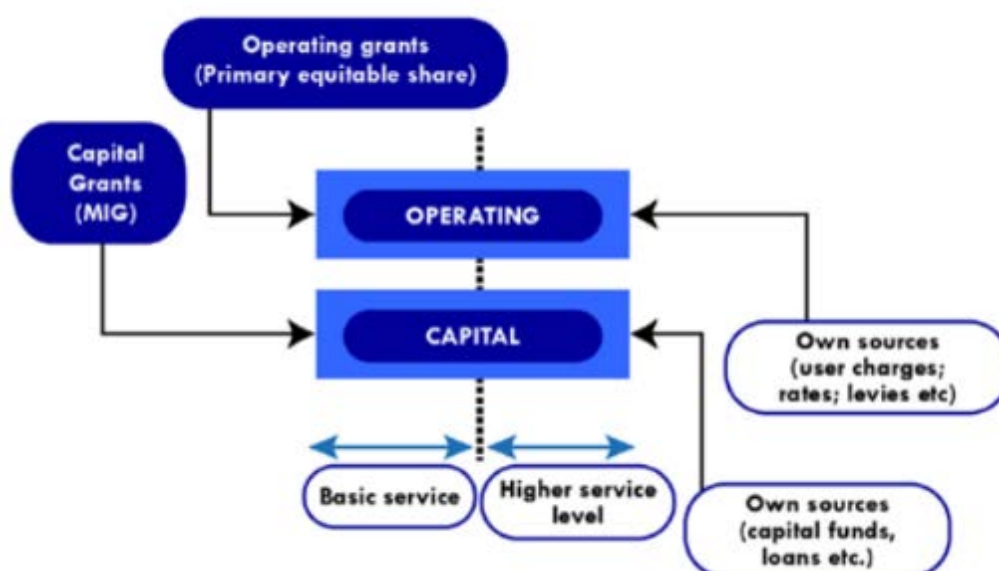 Operating grants
(Primary equitable share)
Capital
Grants
(MIG)
OPERATING
CAPITAL
Own sources
(user charges;
rates; levies etc)
Basic service
Higher service
level
Own sources
(capital funds,
loans etc.)